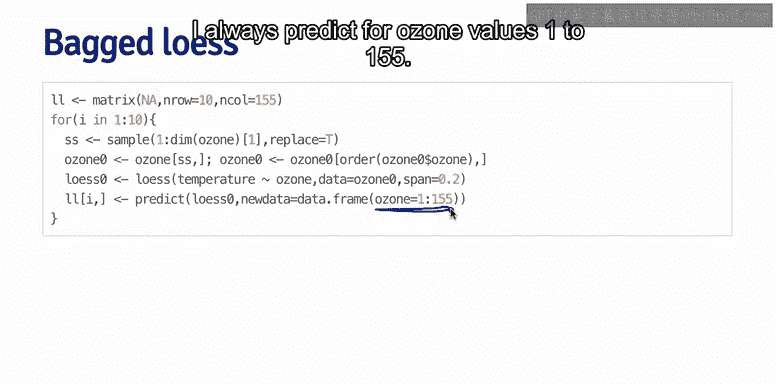 I always predict for ozone values 1 to
155.
Bagged loess
ll <- matrix(NA,nrow=10,ncol=155)
for(i in 1:10){
ss <- sample(1:dim(ozone)[1],replace=T)
ozone0 <- ozone[ss,]; ozone0 <- ozone0[order(ozone0$ozone),]
loess0 <- loess(temperature ~ ozone,data=ozone0,span=0.2)
ll[i,] <- predict(loess0,newdata=data.frame(ozone=1:155))
}